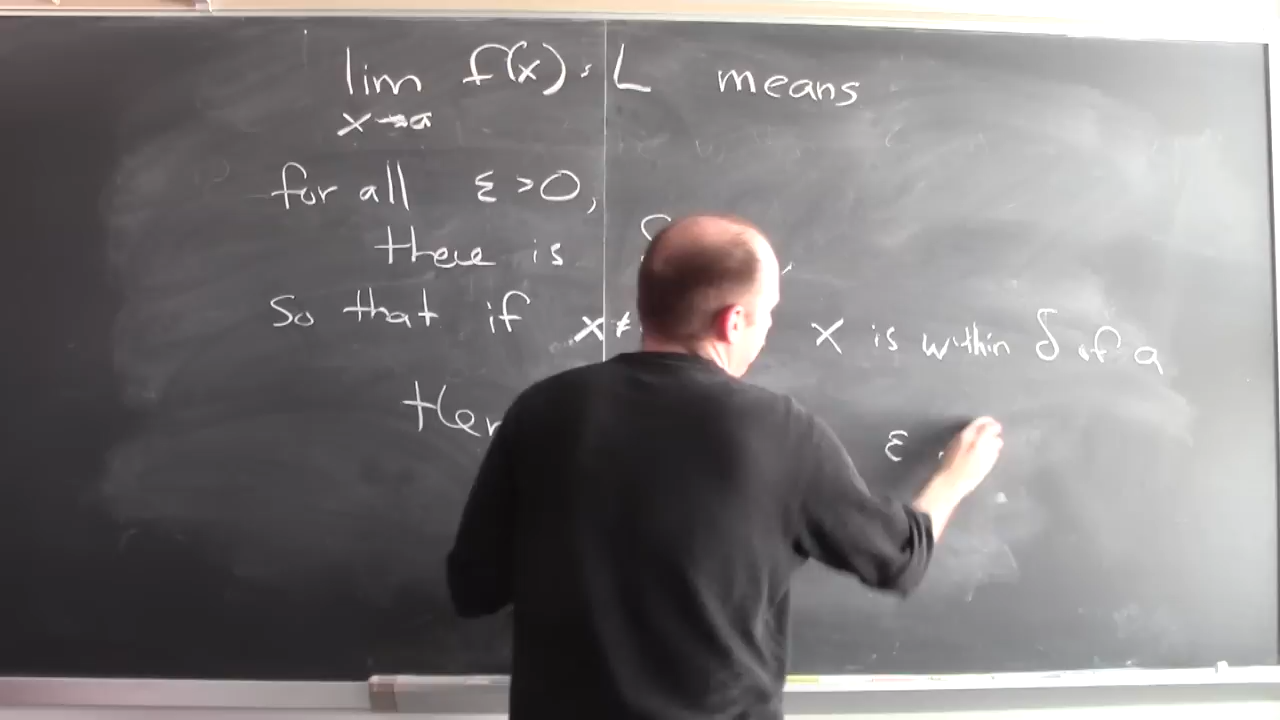 lim f(x) = L means
x→a
for all ε > 0,
there is
So that if x ≠ x is within δ of a
then
ε